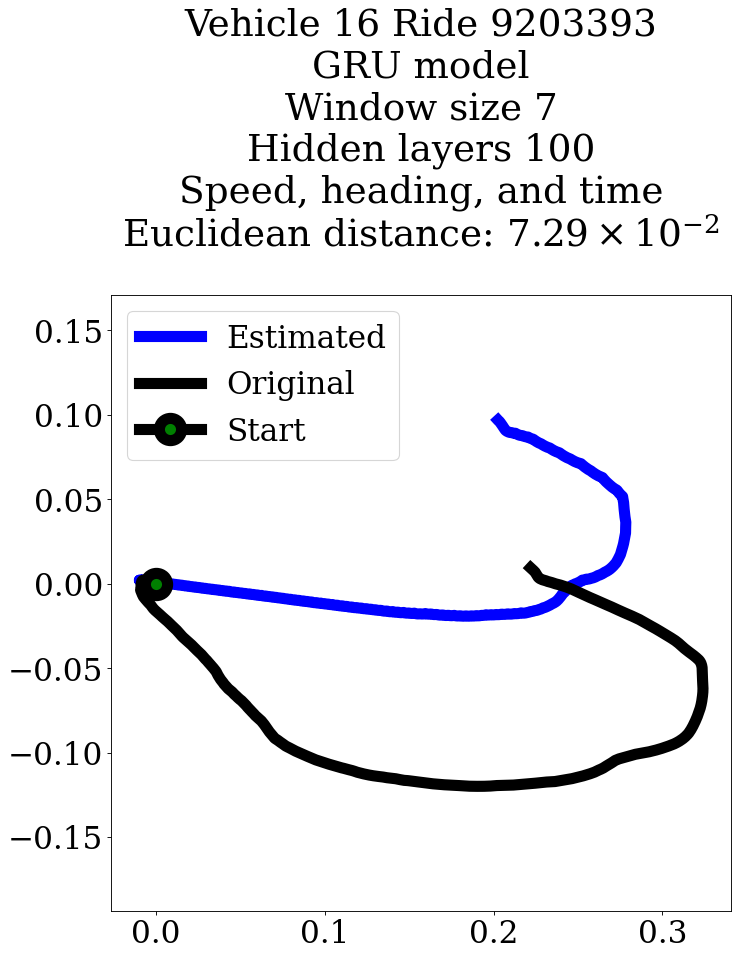 Vehicle 16 Ride 9203393
GRU model
Window size 7
Hidden layers 100
Speed, heading, and time
Euclidean distance: 7.29 × 10⁻²
Estimated
Original
Start
0.15
0.10
0.05
0.00
−0.05
−0.10
−0.15
0.0 0.1 0.2 0.3